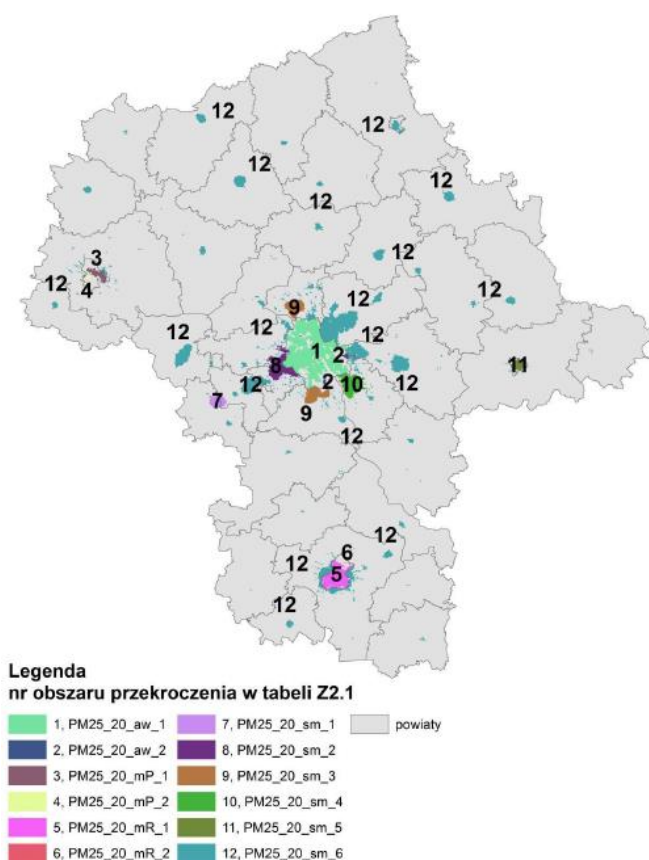 12
12
12
12
12
3
12
4
12
9
12
12
12
1
2
8
11
12
2
10
12
7
9
12
12
6
12
5
12
Legenda
nr obszaru przekroczenia w tabeli Z2.1
1, PM25_20_aw_1
7, PM25_20_sm_1
powiaty
2, PM25_20_aw_2
8, PM25_20_sm_2
3, PM25_20_mP_1
9, PM25_20_sm_3
4, PM25_20_mP_2
10, PM25_20_sm_4
5, PM25_20_mR_1
11, PM25_20_sm_5
6, PM25_20_mR_2
12, PM25_20_sm_6